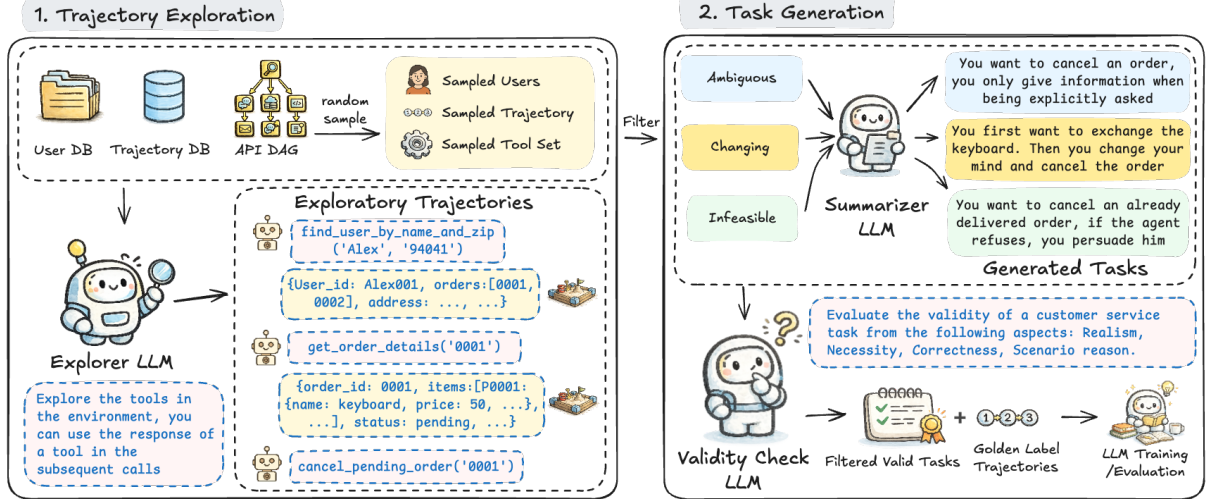 1. Trajectory Exploration
User DB
Trajectory DB
API DAG
random
sample
Sampled Users
Sampled Trajectory
1 2 3
Sampled Tool Set
Explorer LLM
Explore the tools in
the environment, you
can use the response of
a tool in the
subsequent calls
Exploratory Trajectories
find_user_by_name_and_zip
('Alex', '94041')
{User_id: Alex001, orders:[0001,
0002], address: ..., ...}
get_order_details('0001')
{order_id: 0001, items:[P0001:
{name: keyboard, price: 50, ...},
...], status: pending, ...}
cancel_pending_order('0001')
Filter
2. Task Generation
Ambiguous
Changing
Infeasible
Summarizer
LLM
You want to cancel an order,
you only give information when
being explicitly asked
You first want to exchange the
keyboard. Then you change your
mind and cancel the order
You want to cancel an already
delivered order, if the agent
refuses, you persuade him
Generated Tasks
Evaluate the validity of a customer service
task from the following aspects: Realism,
Necessity, Correctness, Scenario reason.
?
Validity Check
LLM
Filtered Valid Tasks
+
1 2 3
Golden Label
Trajectories
LLM Training
/Evaluation